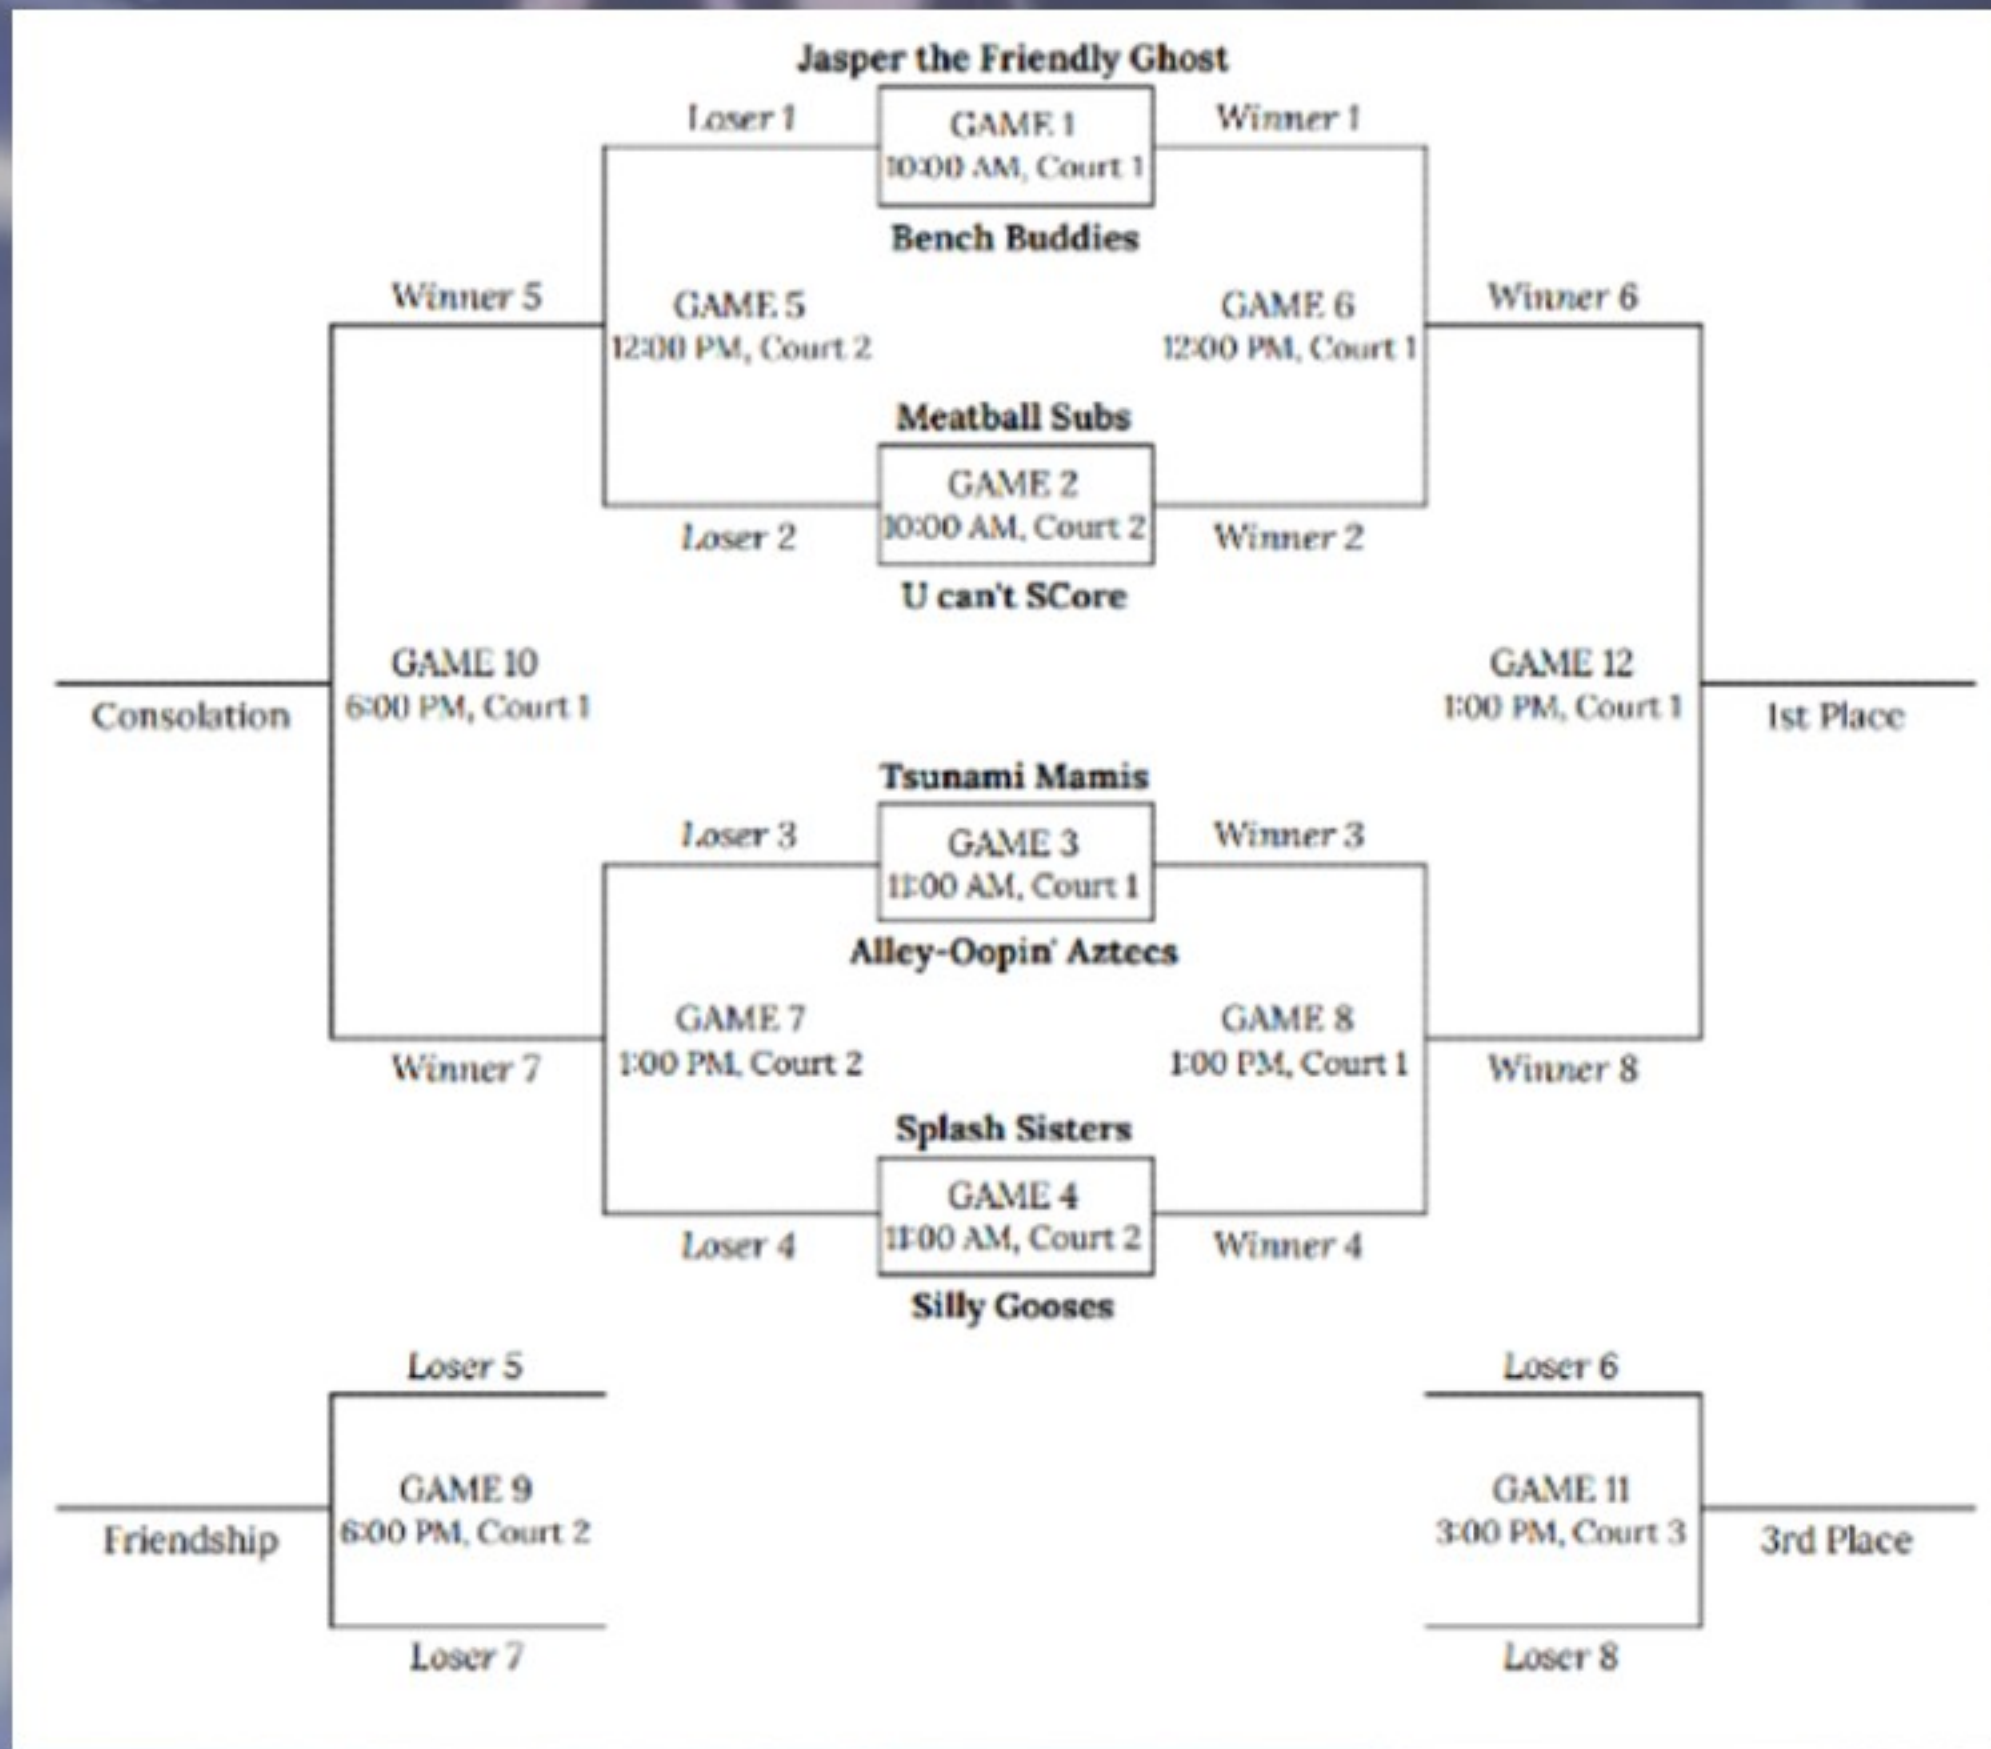 Jasper the Friendly Ghost
Loser 1
GAME 1
Winner 1
10:00 AM, Court 1
Bench Buddies
Winner 5
GAME 5
GAME 6
Winner 6
12:00 PM, Court 2
12:00 PM, Court 1
Meatball Subs
GAME 2
10:00 AM, Court 2
Loser 2
Winner 2
U can't SCore
GAME 10
GAME 12
6:00 PM, Court 1
1:00 PM, Court 1
Consolation
1st Place
Tsunami Mamis
Loser 3
GAME 3
Winner 3
11:00 AM, Court 1
Alley-Oopin' Aztecs
GAME 7
GAME 8
1:00 PM, Court 2
1:00 PM, Court 1
Winner 7
Winner 8
Splash Sisters
GAME 4
11:00 AM, Court 2
Loser 4
Winner 4
Silly Gooses
Loser 5
Loser 6
GAME 9
GAME 11
6:00 PM, Court 2
3:00 PM, Court 3
Friendship
3rd Place
Loser 7
Loser 8